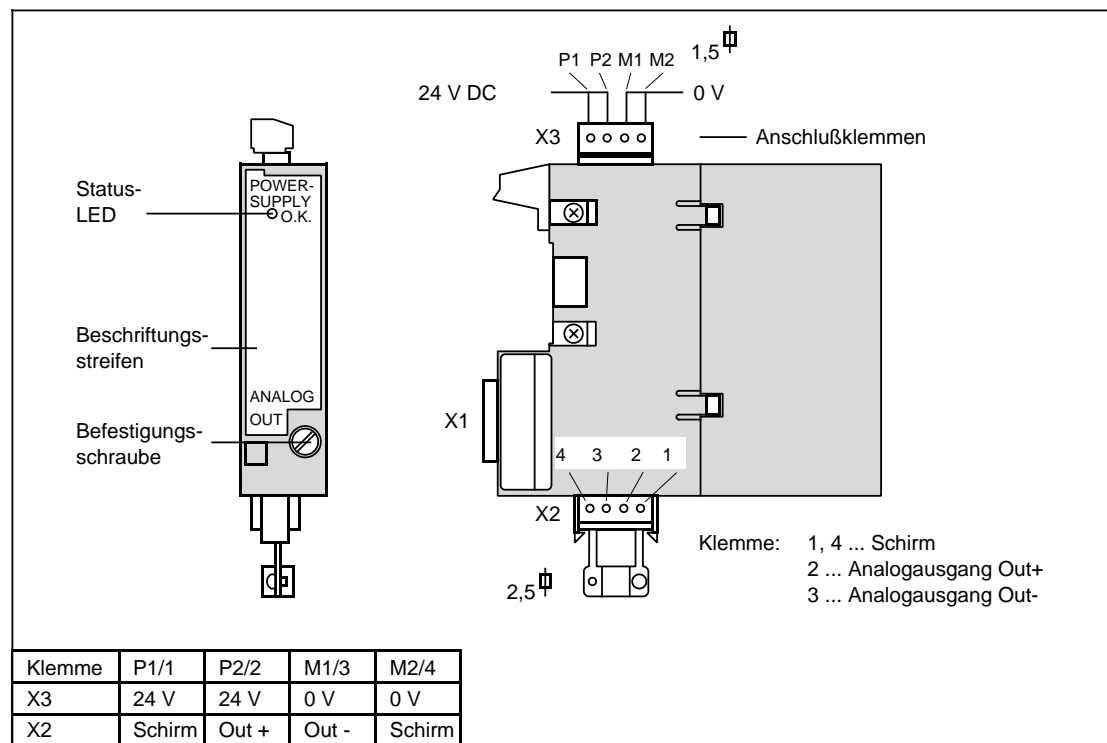 P1 P2 M1 M2 1,5
24 V DC 0 V
X3 Anschlußklemmen
Status-
LED
POWER-
SUPPLY
O.K.
Beschriftungs-
streifen
ANALOG
OUT
Befestigungs-
schraube
X1
4 3 2 1
X2
2,5
Klemme: 1, 4 ... Schirm
2 ... Analogausgang Out+
3 ... Analogausgang Out-
Klemme P1/1 P2/2 M1/3 M2/4
X3 24 V 24 V 0 V 0 V
X2 Schirm Out + Out - Schirm